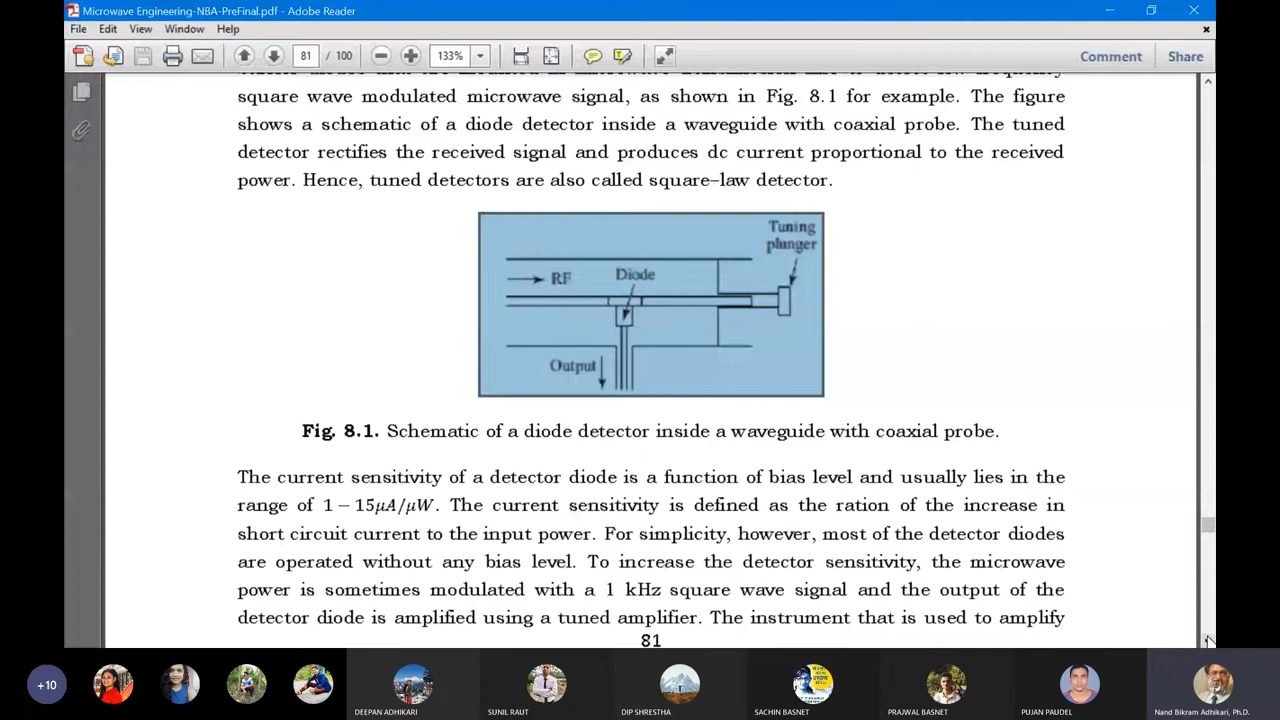 Microwave Engineering-NBA-PreFinal.pdf - Adobe Reader
File Edit View Window Help
81 / 100 133% Comment Share
square wave modulated microwave signal, as shown in Fig. 8.1 for example. The figure
shows a schematic of a diode detector inside a waveguide with coaxial probe. The tuned
detector rectifies the received signal and produces dc current proportional to the received
power. Hence, tuned detectors are also called square–law detector.
Tuning
plunger
Diode
RF
Output
Fig. 8.1. Schematic of a diode detector inside a waveguide with coaxial probe.
The current sensitivity of a detector diode is a function of bias level and usually lies in the
range of 1 − 15μA/μW. The current sensitivity is defined as the ration of the increase in
short circuit current to the input power. For simplicity, however, most of the detector diodes
are operated without any bias level. To increase the detector sensitivity, the microwave
power is sometimes modulated with a 1 kHz square wave signal and the output of the
detector diode is amplified using a tuned amplifier. The instrument that is used to amplify
81
+10
DEEPAN ADHIKARI SUNIL RAUT DIP SHRESTHA SACHIN BASNET PRAJWAL BASNET PUJAN PAUDEL Nand Bikram Adhikari, Ph.D.